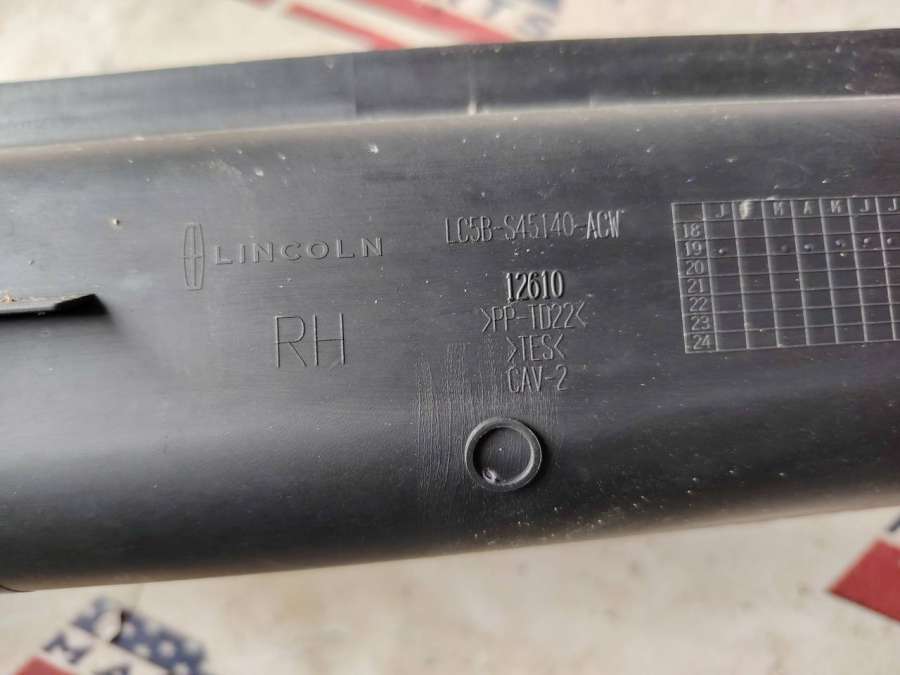 LINCOLN
RH
LC5B-S45140-ACW
12610
>PP-TD22<
>TES<
CAV-2
J F M A M J J
18
19
20
21
22
23
24